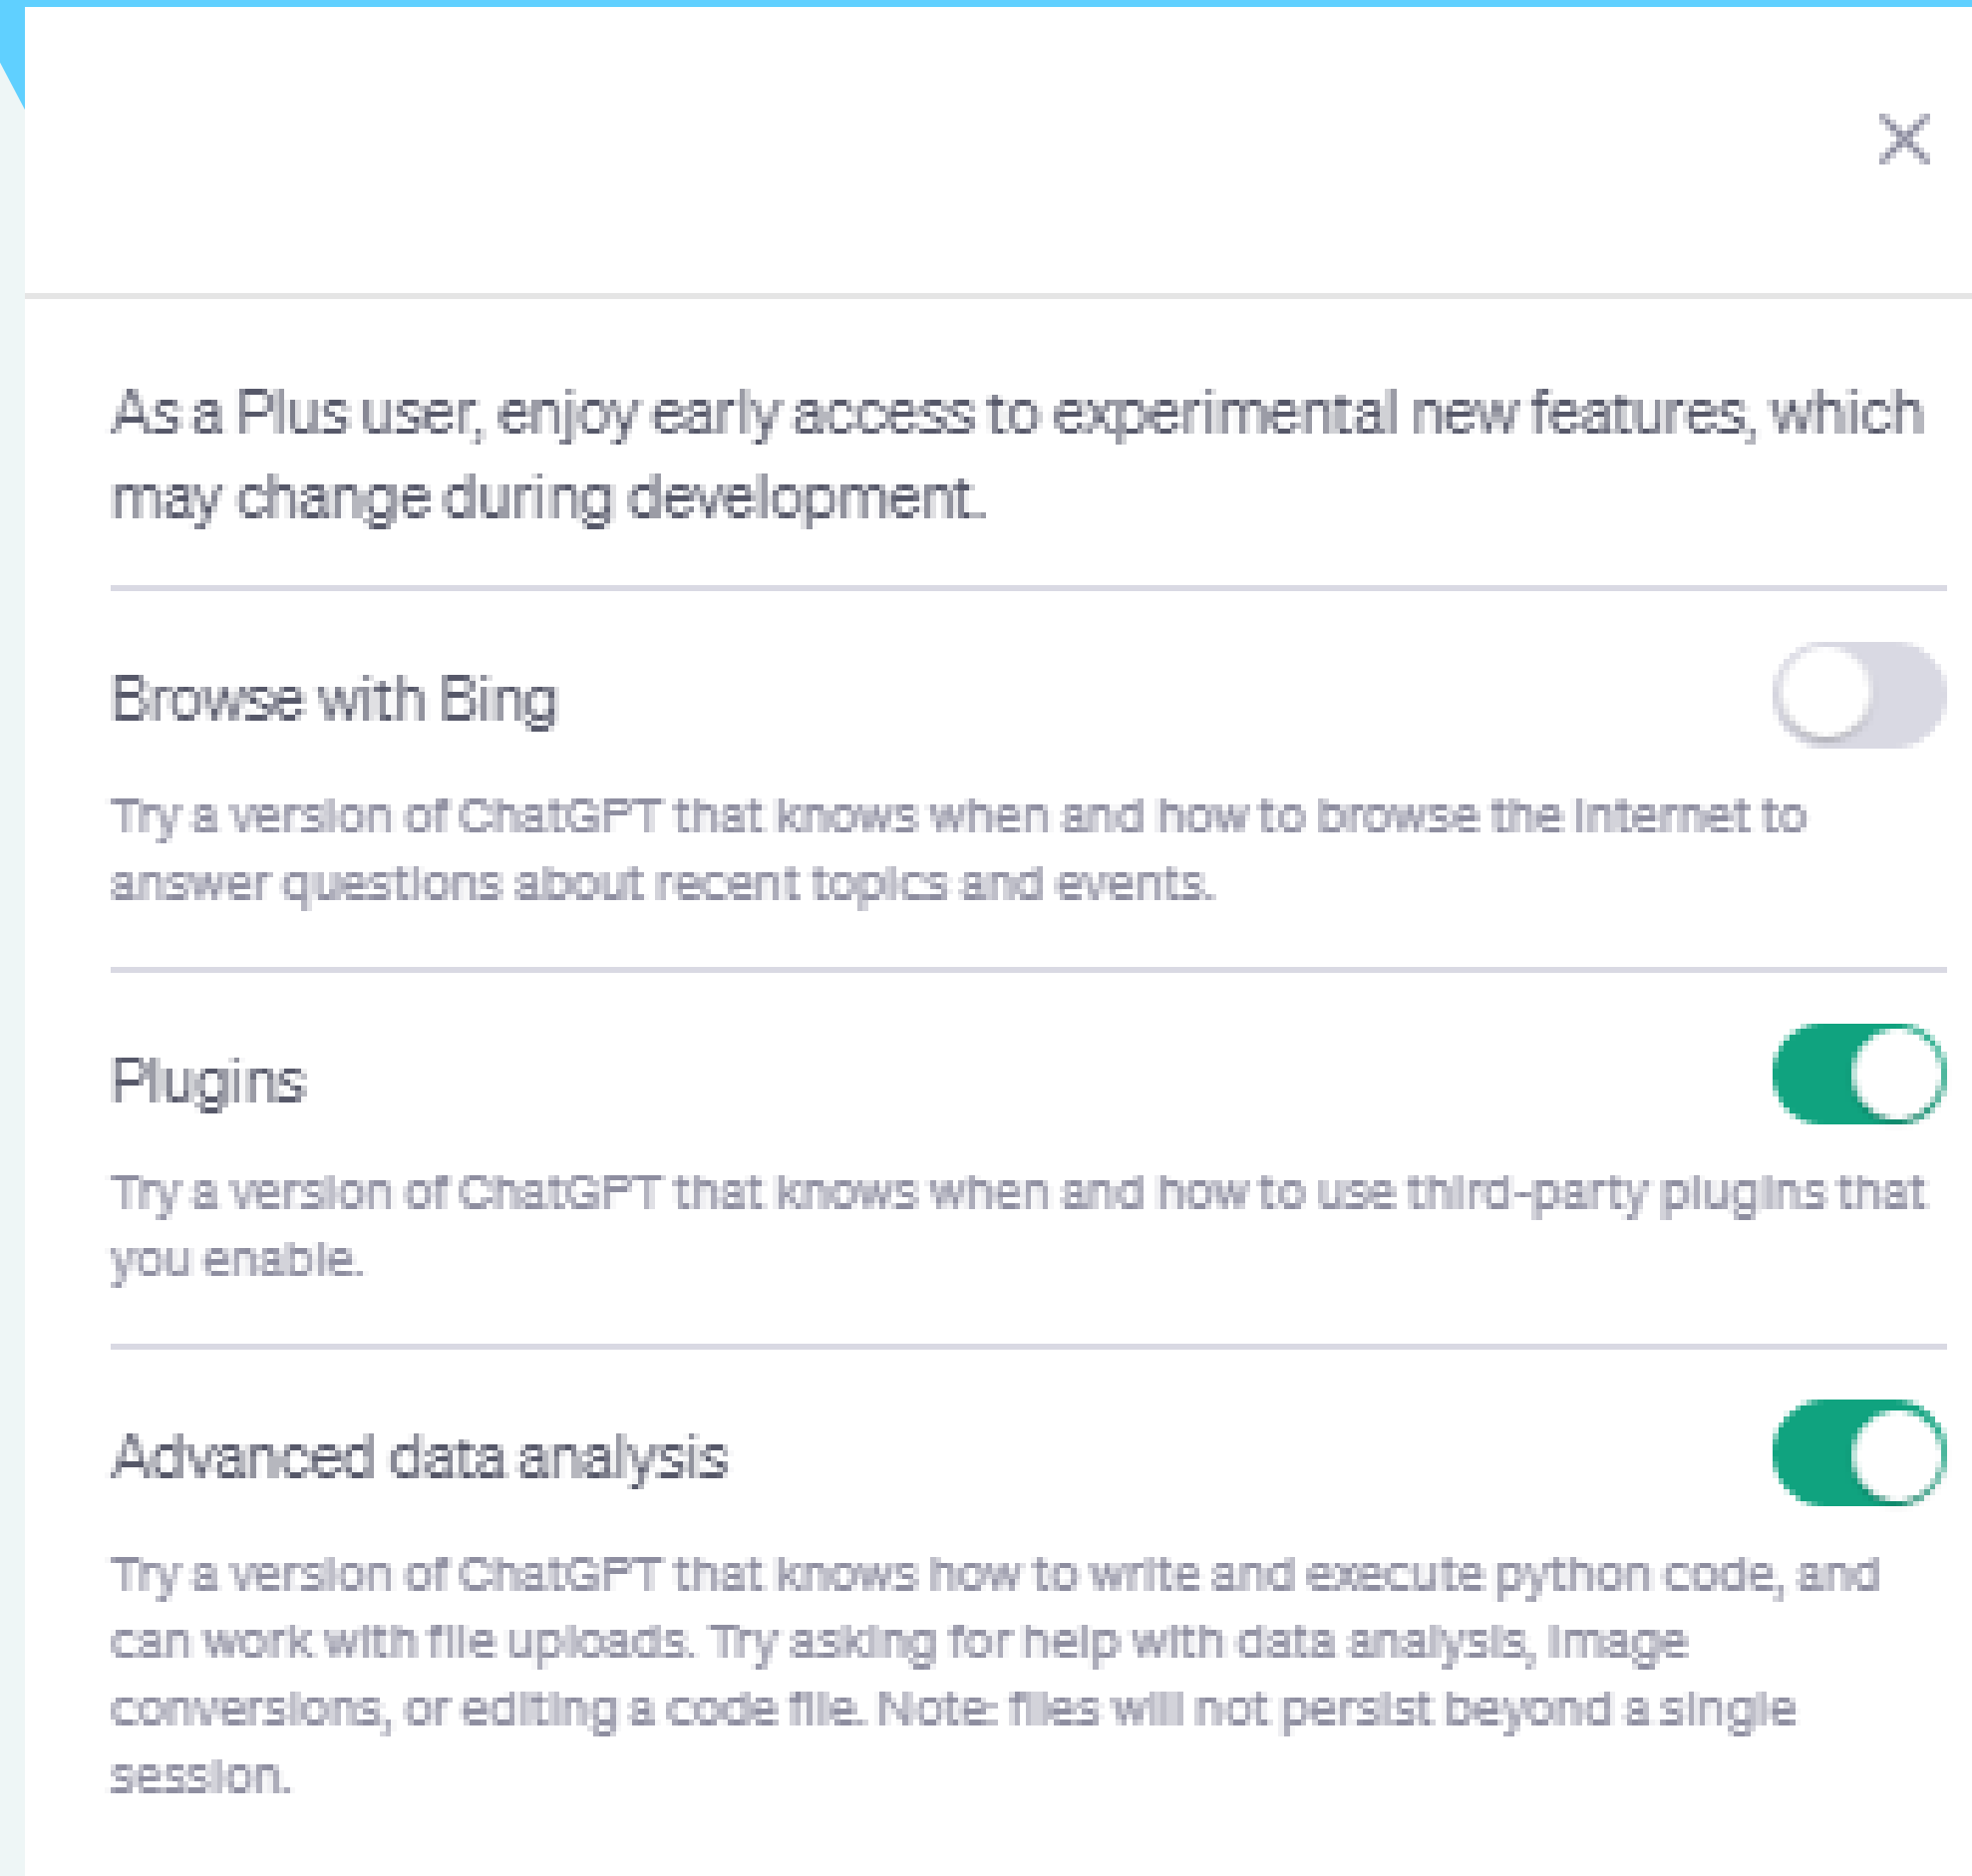 As a Plus user, enjoy early access to experimental new features, which
may change during development.
Browse with Bing
Try a version of ChatGPT that knows when and how to browse the internet to
answer questions about recent topics and events.
Plugins
Try a version of ChatGPT that knows when and how to use third-party plugins that
you enable.
Advanced data analysis
Try a version of ChatGPT that knows how to write and execute python code, and
can work with file uploads. Try asking for help with data analysis, image
conversions, or editing a code file. Note: files will not persist beyond a single
session.